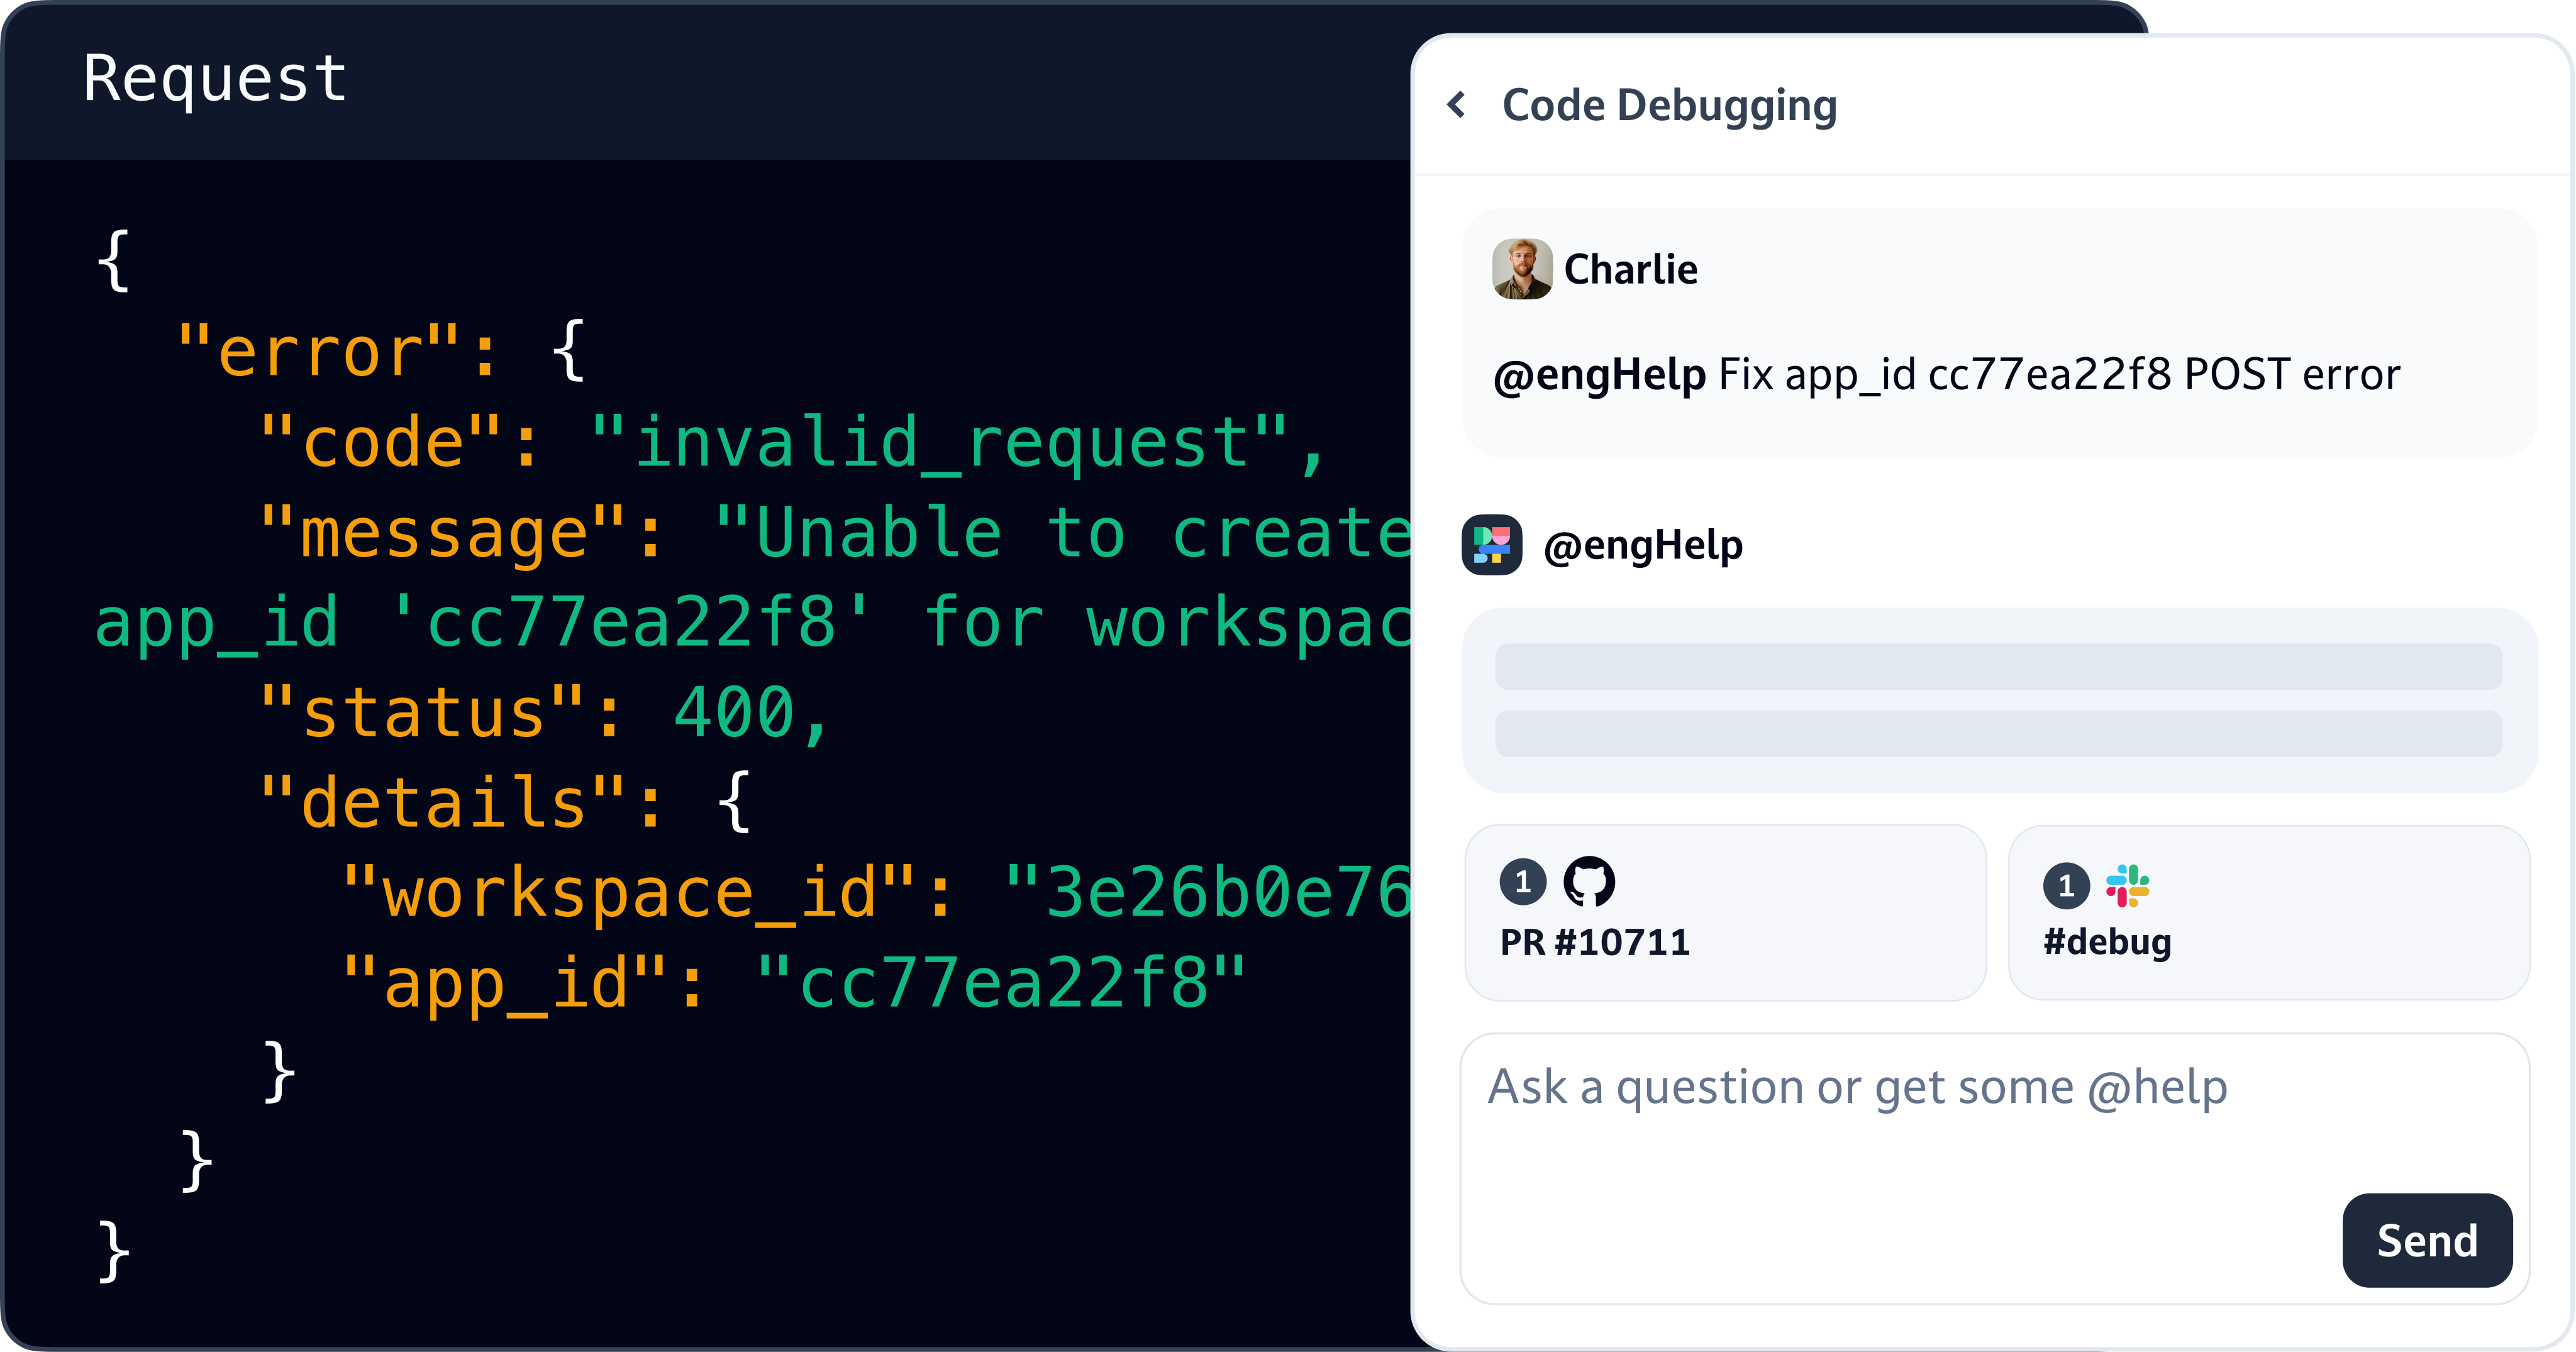 Request
{
"error": {
"code": "invalid_request",
"message": "Unable to create
app_id 'cc77ea22f8' for
"status": 400,
"details": {
"workspace_id": "3e26b0e76
"app_id": "cc77ea22f8"
}
}
}
Code Debugging
Charlie
@engHelp Fix app_id cc77ea22f8 POST error
@engHelp
1
PR #10711
1
#debug
Ask a question or get some @help
Send